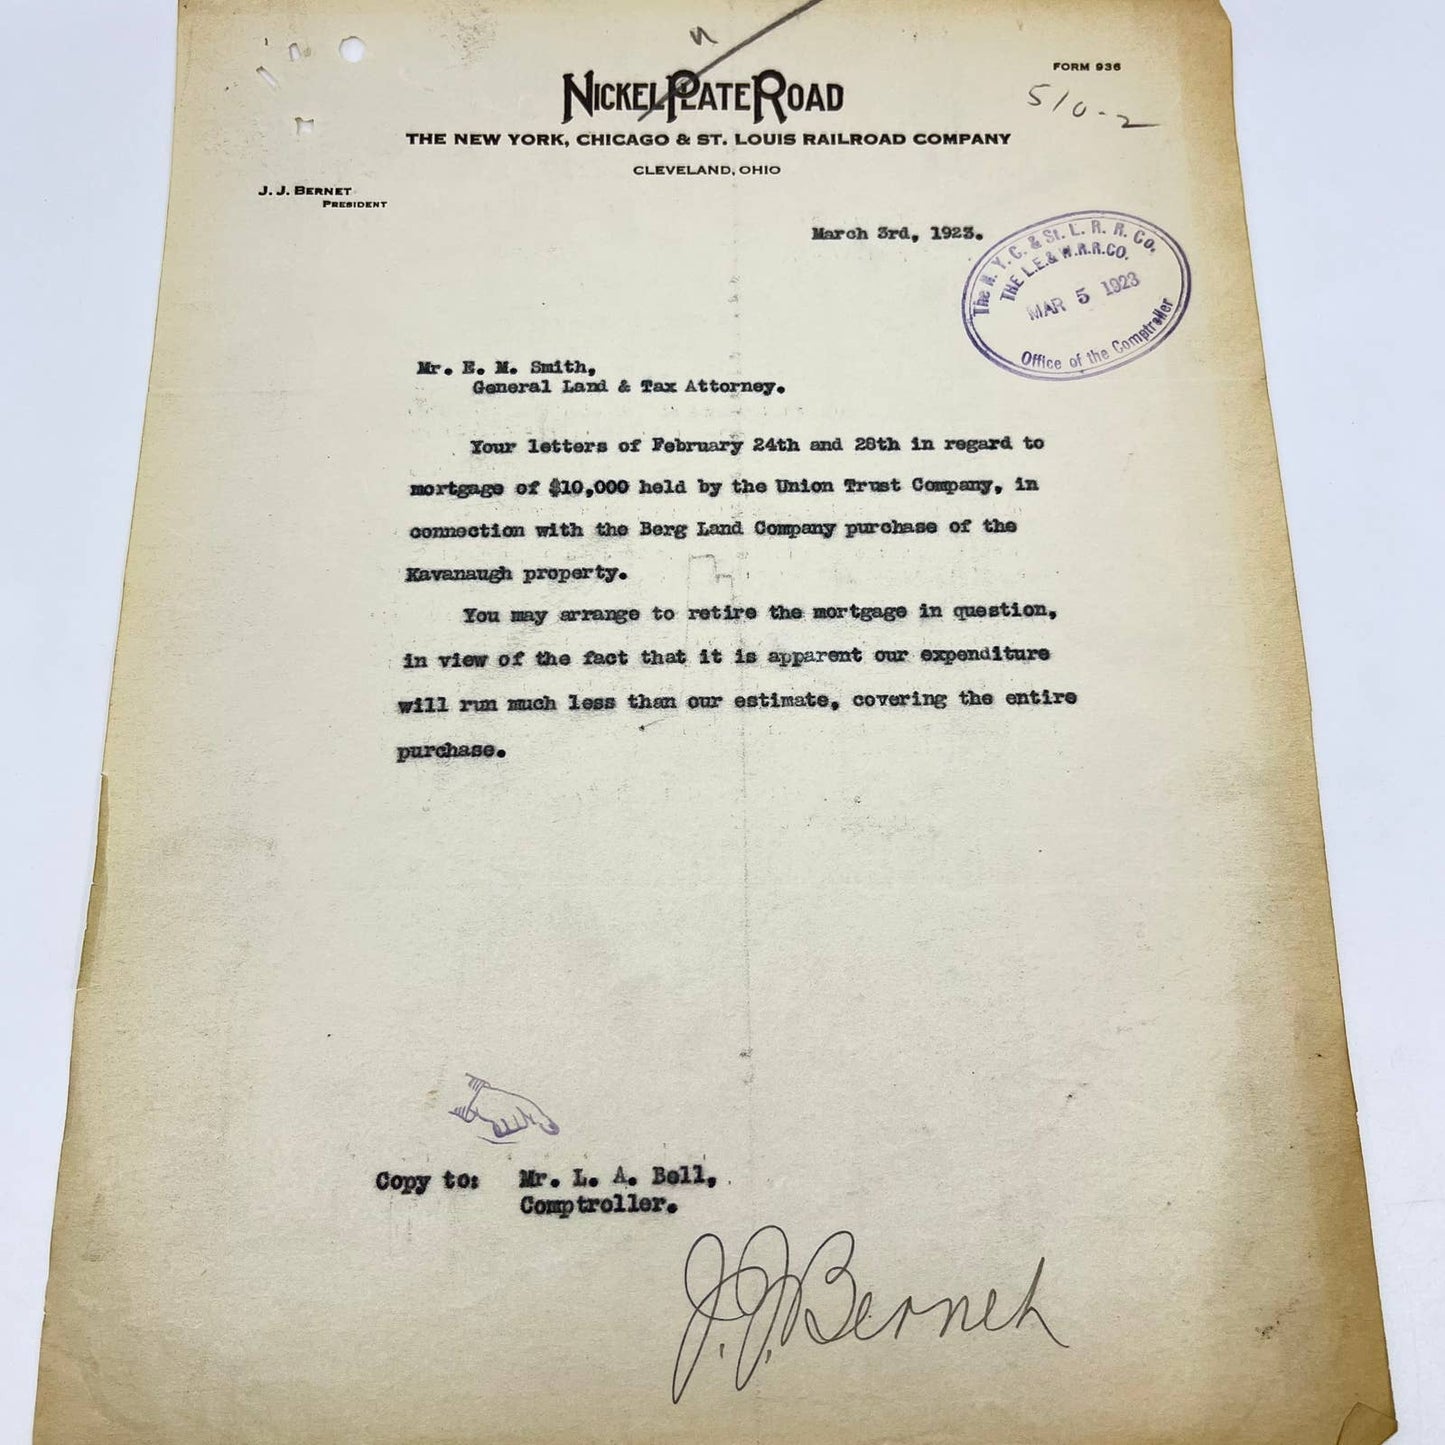 n
NICKEL PLATE ROAD
FORM 936
510-2
THE NEW YORK, CHICAGO & ST. LOUIS RAILROAD COMPANY
CLEVELAND, OHIO
J. J. BERNET
PRESIDENT
March 3rd, 1923.
The N. Y. C. & St. L. R. R. Co.
THE L.E. & W.R.R.CO.
MAR 5 1923
Office of the Comptroller
Mr. E. M. Smith,
General Land & Tax Attorney.
Your letters of February 24th and 28th in regard to
mortgage of $10,000 held by the Union Trust Company, in
connection with the Berg Land Company purchase of the
Kavanaugh property.
You may arrange to retire the mortgage in question,
in view of the fact that it is apparent our expenditure
will run much less than our estimate, covering the entire
purchase.
Copy to: Mr. L. A. Bell,
Comptroller.
J. J. Bernet